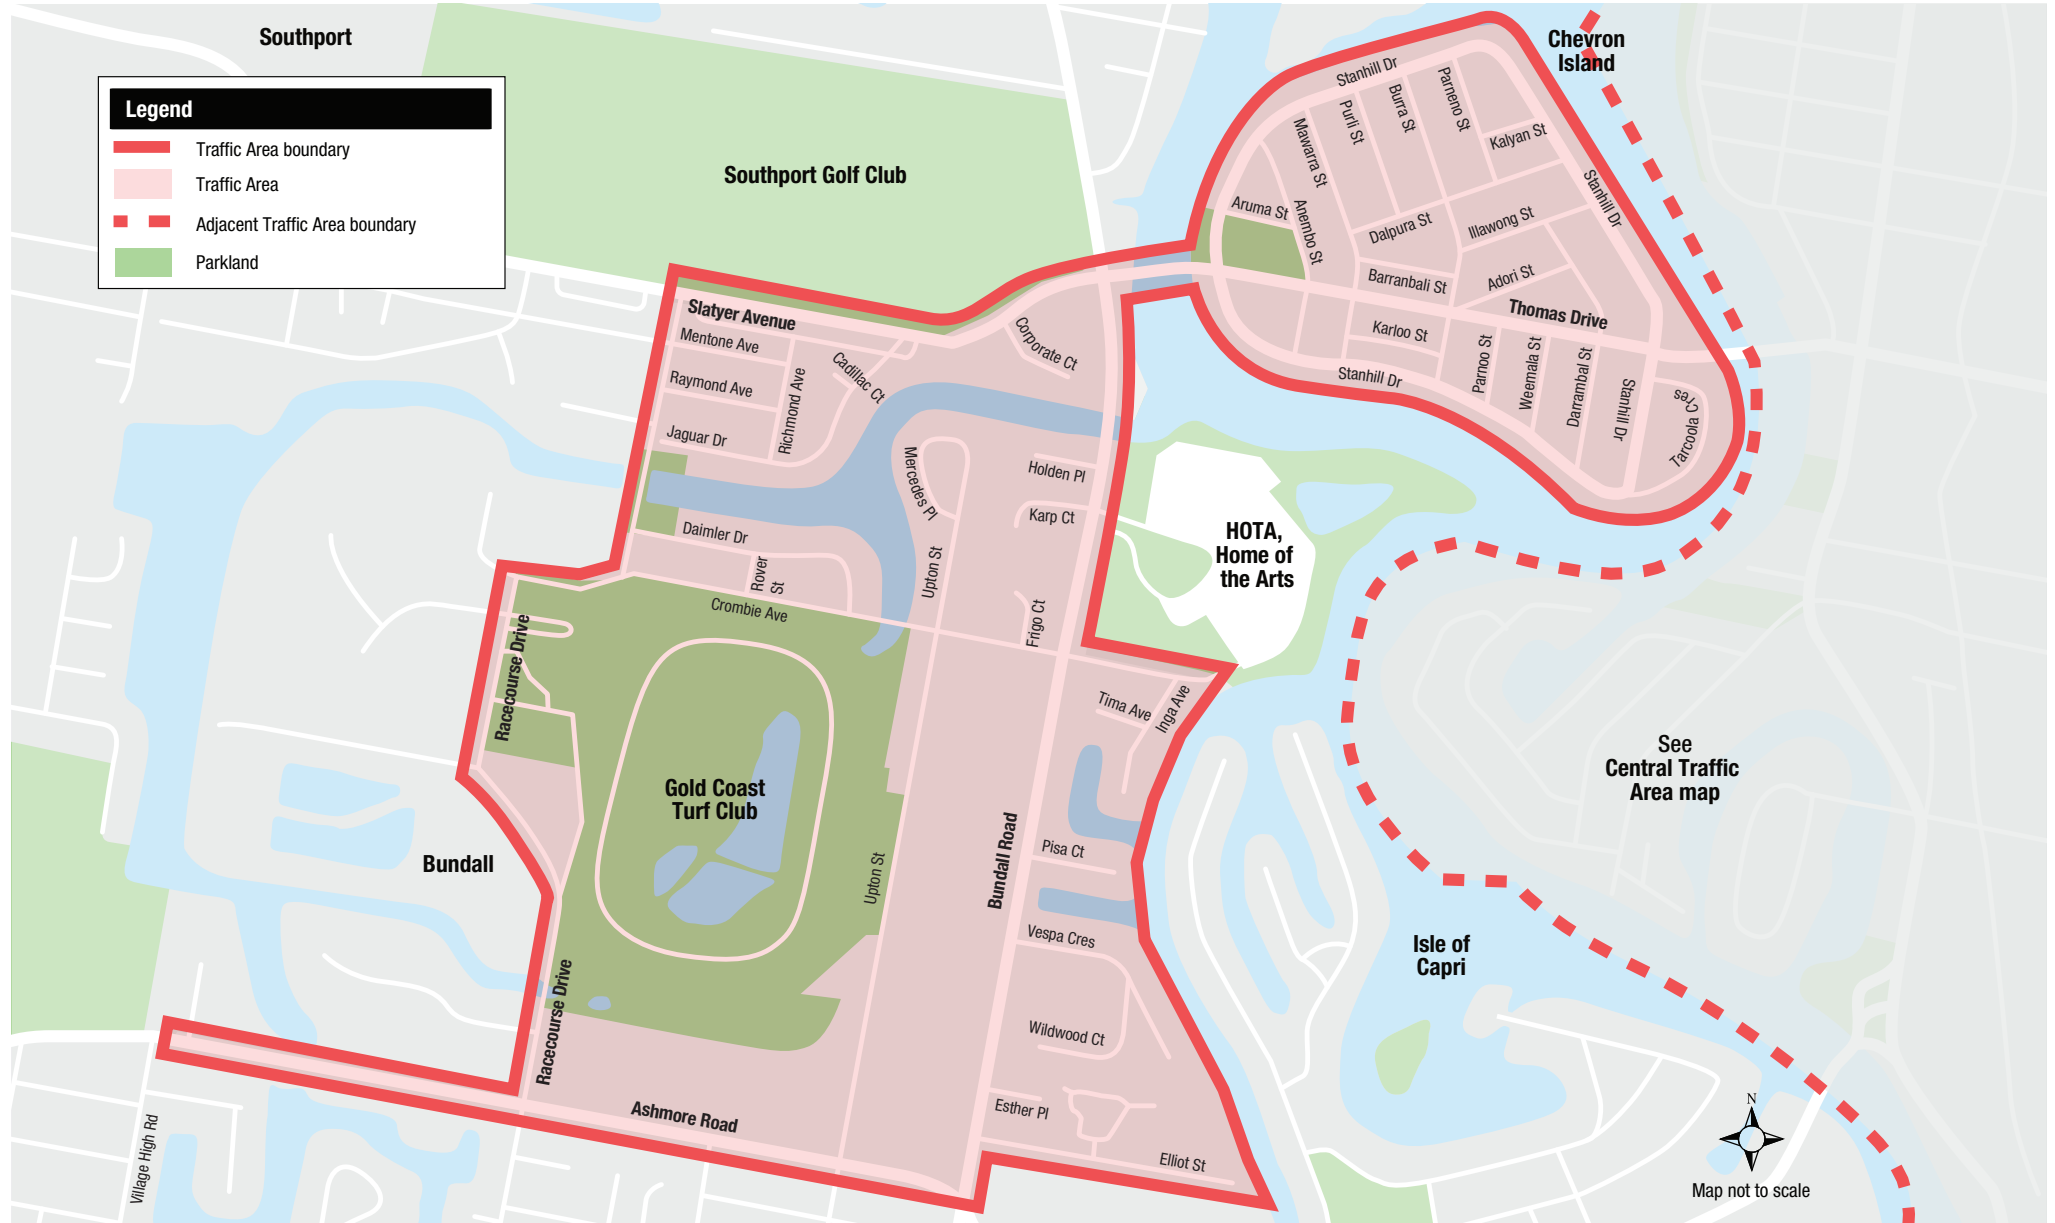 Southport
Legend
Traffic Area boundary
Traffic Area
Adjacent Traffic Area boundary
Parkland
Southport Golf Club
Chevron
Island
Stanhill Dr
Parneno St
Burra St
Purli St
Mawarra St
Kalyan St
Stanhill Dr
Aruma St
Anembo St
Dalpura St
Illawong St
Barranbali St
Adori St
Thomas Drive
Karloo St
Stanhill Dr
Parnoo St
Weemala St
Darrambal St
Stanhill Dr
Tarcoola Cres
Slatyer Avenue
Mentone Ave
Raymond Ave
Richmond Ave
Cadillac Ct
Jaguar Dr
Corporate Ct
Mercedes Pl
Holden Pl
Karp Ct
Daimler Dr
Rover
St
Upton St
Crombie Ave
Frigo Ct
HOTA,
Home of
the Arts
Racecourse Drive
Tima Ave
Inga Ave
Gold Coast
Turf Club
See
Central Traffic
Area map
Bundall
Upton St
Bundall Road
Pisa Ct
Vespa Cres
Isle of
Capri
Racecourse Drive
Wildwood Ct
Ashmore Road
Esther Pl
Elliot St
Village High Rd
N
Map not to scale